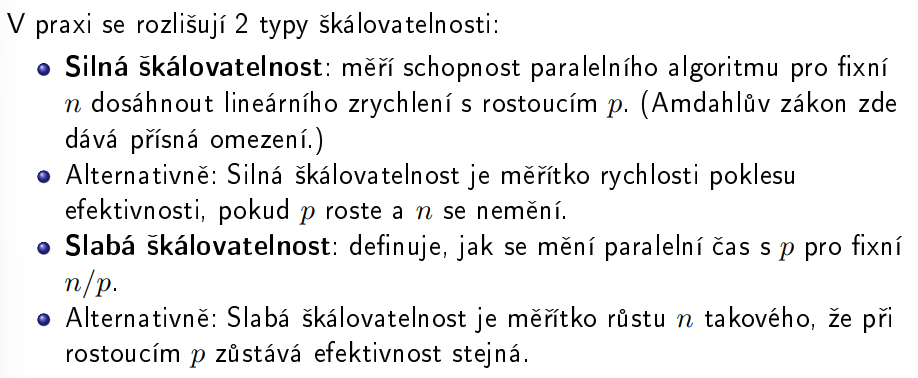 V praxi se rozlišují 2 typy škálovatelnosti:
Silná škálovatelnost: měří schopnost paralelního algoritmu pro fixní
n dosáhnout lineárního zrychlení s rostoucím p. (Amdahlův zákon zde
dává přísná omezení.)
Alternativně: Silná škálovatelnost je měřítko rychlosti poklesu
efektivnosti, pokud p roste a n se nemění.
Slabá škálovatelnost: definuje, jak se mění paralelní čas s p pro fixní
n/p.
Alternativně: Slabá škálovatelnost je měřítko růstu n takového, že při
rostoucím p zůstává efektivnost stejná.